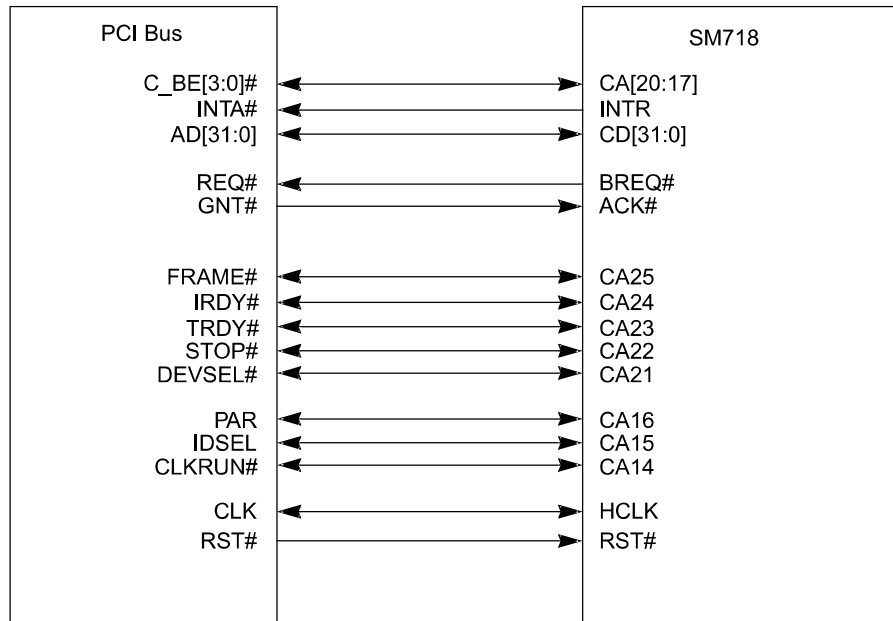 PCI Bus SM718
C_BE[3:0]# CA[20:17]
INTA# INTR
AD[31:0] CD[31:0]
REQ# BREQ#
GNT# ACK#
FRAME# CA25
IRDY# CA24
TRDY# CA23
STOP# CA22
DEVSEL# CA21
PAR CA16
IDSEL CA15
CLKRUN# CA14
CLK HCLK
RST# RST#